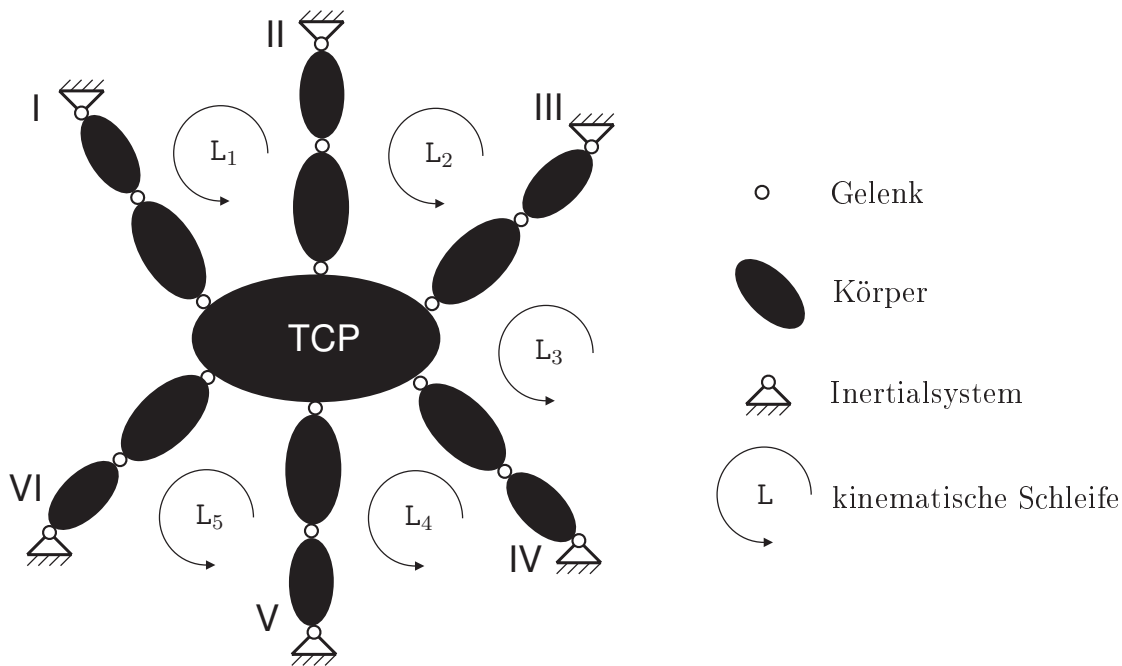 II
I
III
L₁
L₂
Gelenk
Körper
TCP
L₃
Inertialsystem
VI
L₅
L₄
L
kinematische Schleife
IV
V